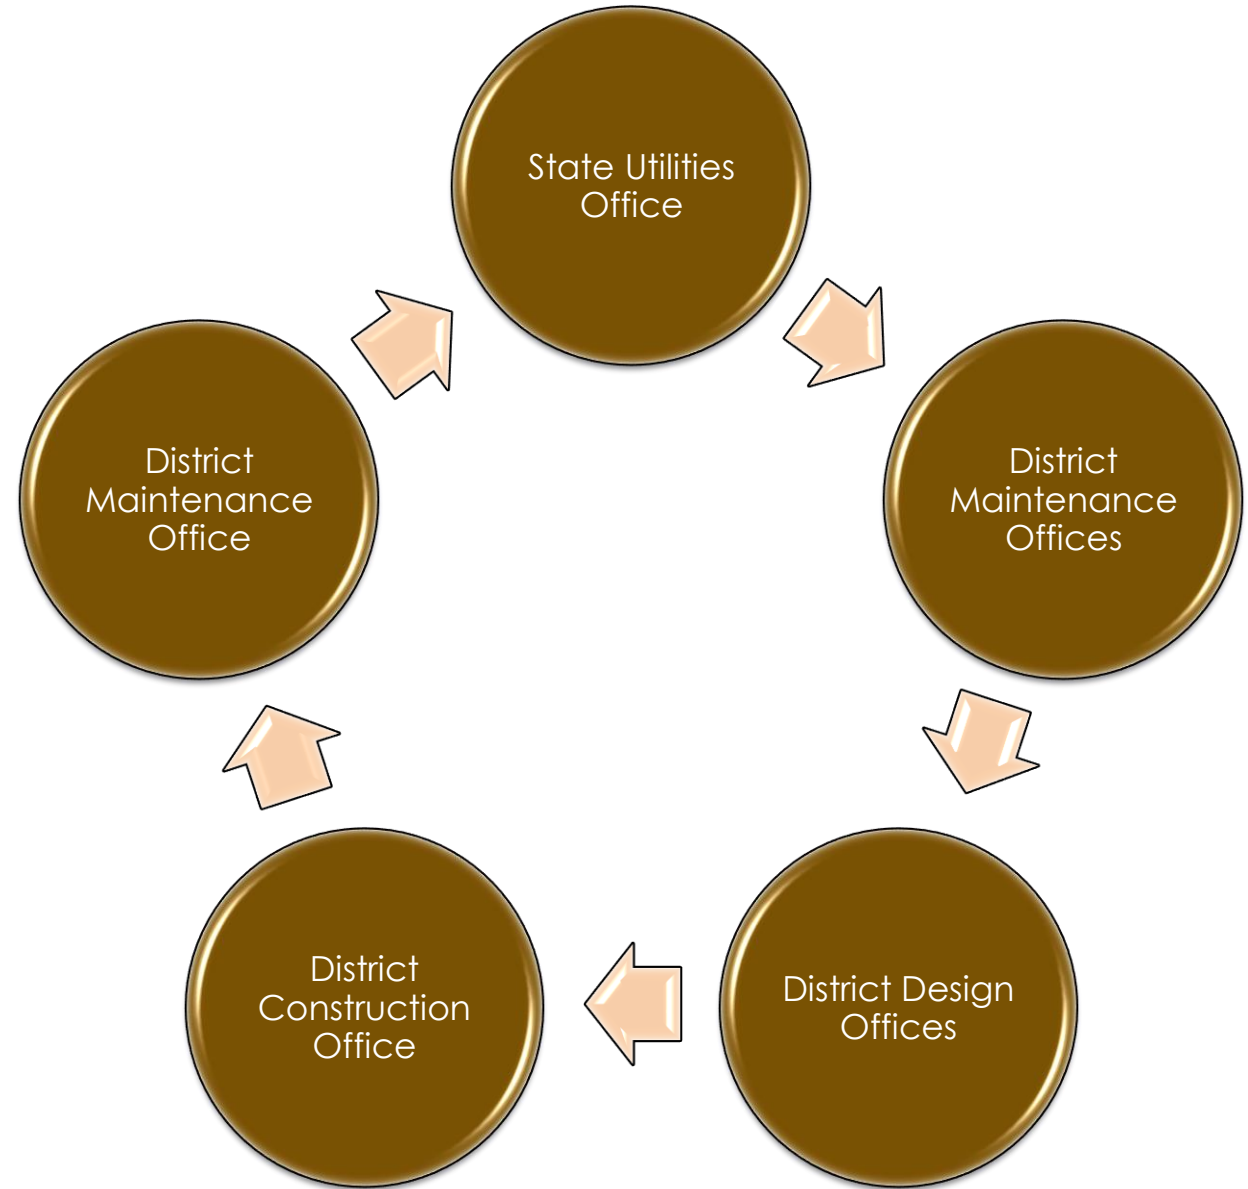 State Utilities
Office
District
Maintenance
Offices
District Design
Offices
District
Construction
Office
District
Maintenance
Office